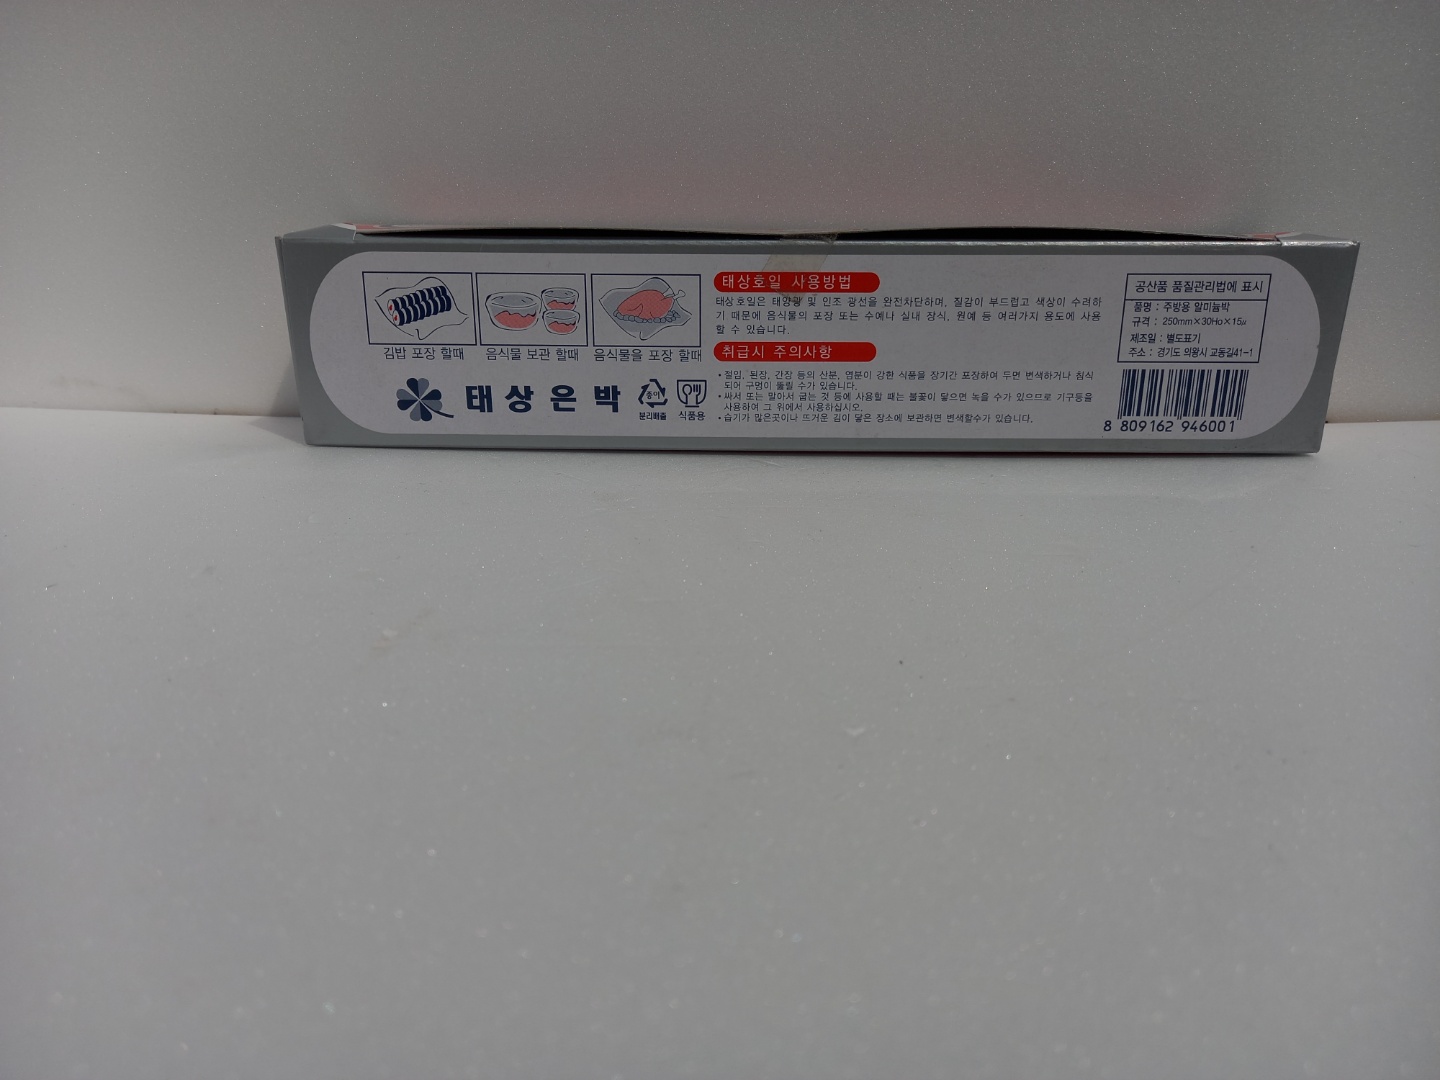 김밥 포장 할때
음식물 보관 할때
음식물을 포장 할때
태상은박
종이
분리배출
식품용
태상호일 사용방법
태상호일은 태양광 및 인조 광선을 완전차단하며, 질감이 부드럽고 색상이 수려하
기 때문에 음식물의 포장 또는 수예나 실내 장식, 원예 등 여러가지 용도에 사용
할 수 있습니다.
취급시 주의사항
• 절임, 된장, 간장 등의 산분, 염분이 강한 식품을 장기간 포장하여 두면 변색하거나 침식
되어 구멍이 뚫릴 수가 있습니다.
• 싸서 또는 말아서 굽는 것 등에 사용할 때는 불꽃이 닿으면 녹을 수가 있으므로 기구등을
사용하여 그 위에서 사용하십시오.
• 습기가 많은곳이나 뜨거운 김이 닿은 장소에 보관하면 변색할수가 있습니다.
공산품 품질관리법에 표시
품명 : 주방용 알미늄박
규격 : 250mm×30Ho×15μ
제조일 : 별도표기
주소 : 경기도 의왕시 교동길41-1
8 809162 946001